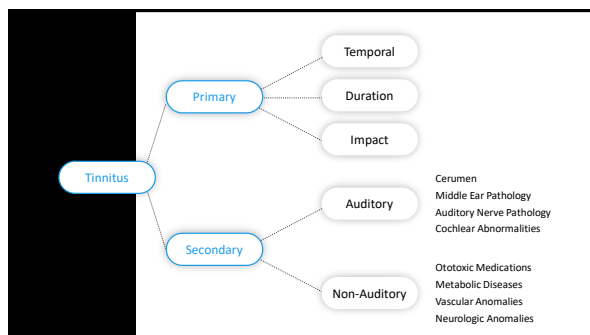 Tinnitus
Primary
Temporal
Duration
Impact
Secondary
Auditory
Cerumen
Middle Ear Pathology
Auditory Nerve Pathology
Cochlear Abnormalities
Non-Auditory
Ototoxic Medications
Metabolic Diseases
Vascular Anomalies
Neurologic Anomalies